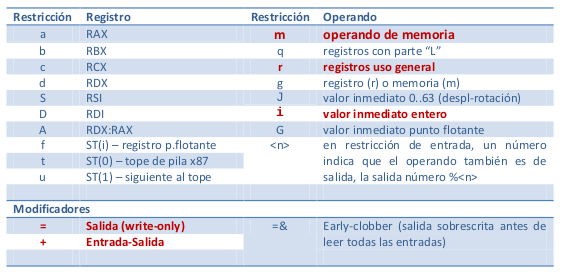 Restricción Registro Restricción Operando
a RAX m operando de memoria
b RBX q registros con parte “L”
c RCX r registros uso general
d RDX g registro (r) o memoria (m)
S RSI J valor inmediato 0..63 (despl-rotación)
D RDI i valor inmediato entero
A RDX:RAX G valor inmediato punto flotante
f ST(i) – registro p.flotante <n> en restricción de entrada, un número
t ST(0) – tope de pila x87 indica que el operando también es de
u ST(1) – siguiente al tope salida, la salida número %<n>
Modificadores
= Salida (write-only) =& Early-clobber (salida sobrescrita antes de
+ Entrada-Salida leer todas las entradas)